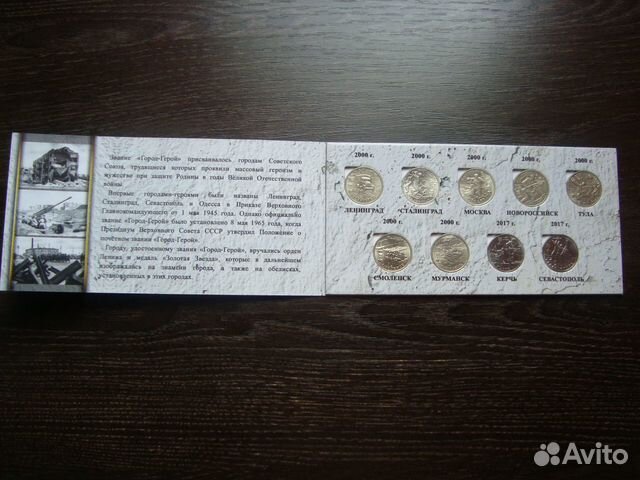 Звание «Город-Герой» присваивалось городам Советского
Союза, трудящиеся которых проявили массовый героизм и
мужество при защите Родины в годы Великой Отечественной
войны.
Впервые городами-героями были названы Ленинград,
Сталинград, Севастополь и Одесса в Приказе Верховного
Главнокомандующего от 1 мая 1945 года. Однако официально
звание «Город-Герой» было установлено 8 мая 1965 года, когда
Президиум Верховного Совета СССР утвердил Положение о
почётном звании «Город-Герой».
Городу удостоенному звания «Город-Герой», вручались орден
Ленина и медаль «Золотая Звезда», которые в дальнейшем
изображались на знамени города, а также на обелисках,
установленных в этих городах.
2000 г. 2000 г. 2000 г. 2000 г. 2000 г.
ЛЕНИНГРАД СТАЛИНГРАД МОСКВА НОВОРОССИЙСК ТУЛА
2000 г. 2000 г. 2017 г. 2017 г.
СМОЛЕНСК МУРМАНСК КЕРЧЬ СЕВАСТОПОЛЬ
Avito